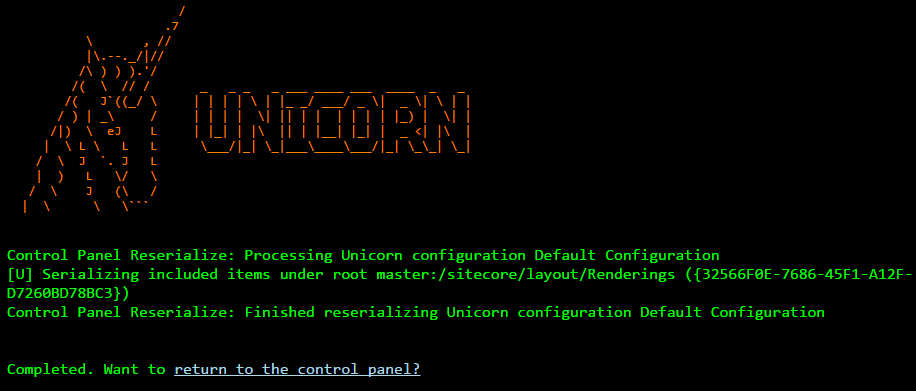 UNICORN
Control Panel Reserialize: Processing Unicorn configuration Default Configuration
[U] Serializing included items under root master:/sitecore/layout/Renderings ({32566F0E-7686-45F1-A12F-
D7260BD78BC3})
Control Panel Reserialize: Finished reserializing Unicorn configuration Default Configuration
Completed. Want to return to the control panel?